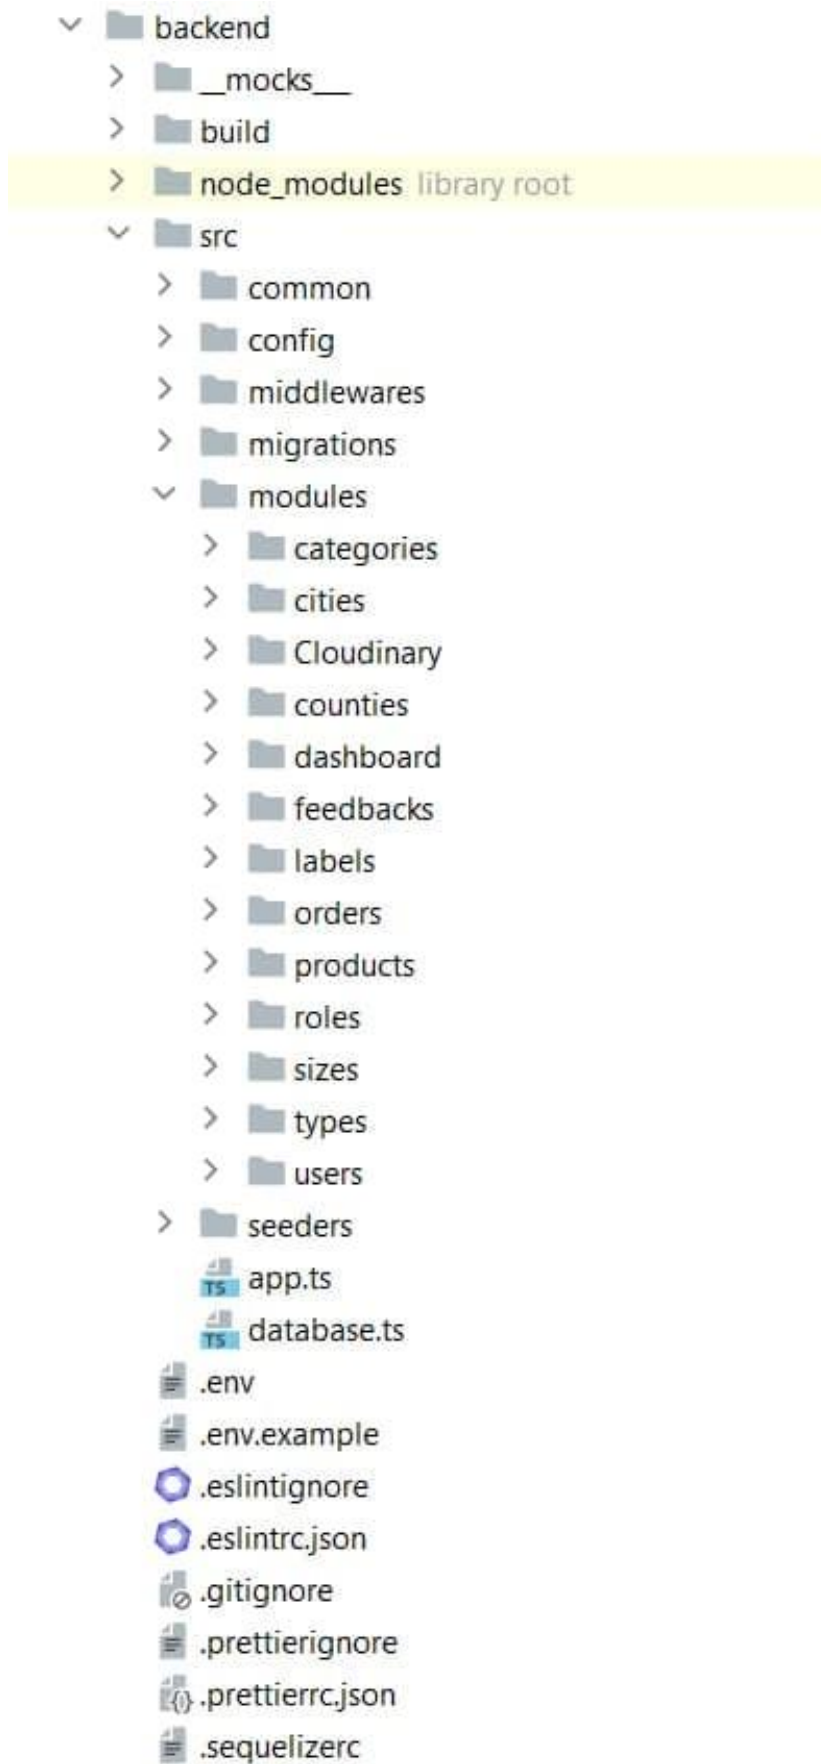 backend
__mocks__
build
node_modules library root
src
common
config
middlewares
migrations
modules
categories
cities
Cloudinary
counties
dashboard
feedbacks
labels
orders
products
roles
sizes
types
users
seeders
TS app.ts
TS database.ts
.env
.env.example
.eslintignore
.eslintrc.json
.gitignore
.prettierignore
.prettierrc.json
.sequelizerc